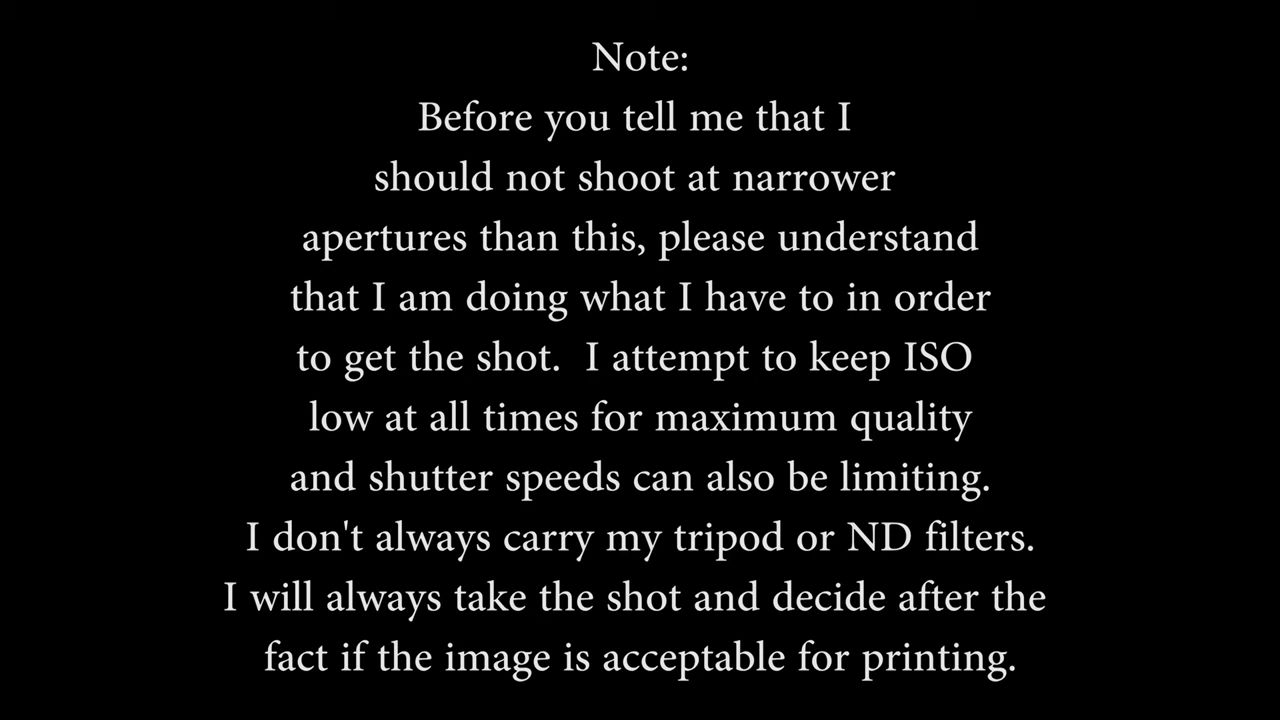 Note:
Before you tell me that I
should not shoot at narrower
apertures than this, please understand
that I am doing what I have to in order
to get the shot.  I attempt to keep ISO
low at all times for maximum quality
and shutter speeds can also be limiting.
I don't always carry my tripod or ND filters.
I will always take the shot and decide after the
fact if the image is acceptable for printing.